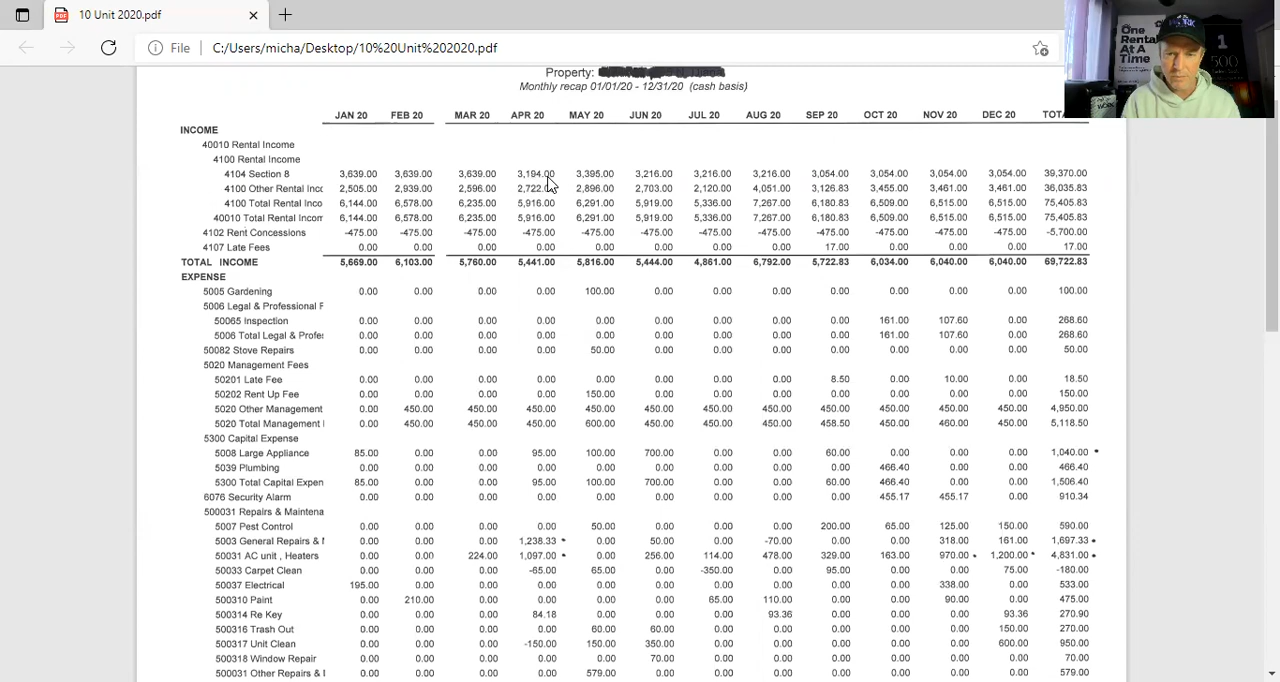 10 Unit 2020.pdf
File C:/Users/micha/Desktop/10%20Unit%202020.pdf
One Rental At A Time
1
500
Property:
Monthly recap 01/01/20 - 12/31/20 (cash basis)
JAN 20 FEB 20 MAR 20 APR 20 MAY 20 JUN 20 JUL 20 AUG 20 SEP 20 OCT 20 NOV 20 DEC 20
INCOME
40010 Rental Income
4100 Rental Income
4104 Section 8 3,639.00 3,639.00 3,639.00 3,194.00 3,395.00 3,216.00 3,216.00 3,216.00 3,054.00 3,054.00 3,054.00 3,054.00 39,370.00
4100 Other Rental Inc 2,505.00 2,939.00 2,596.00 2,722. 2,896.00 2,703.00 2,120.00 4,051.00 3,126.83 3,455.00 3,461.00 3,461.00 36,035.83
4100 Total Rental Inco 6,144.00 6,578.00 6,235.00 5,916.00 6,291.00 5,919.00 5,336.00 7,267.00 6,180.83 6,509.00 6,515.00 6,515.00 75,405.83
40010 Total Rental Incom 6,144.00 6,578.00 6,235.00 5,916.00 6,291.00 5,919.00 5,336.00 7,267.00 6,180.83 6,509.00 6,515.00 6,515.00 75,405.83
4102 Rent Concessions -475.00 -475.00 -475.00 -475.00 -475.00 -475.00 -475.00 -475.00 -475.00 -475.00 -475.00 -475.00 -5,700.00
4107 Late Fees 0.00 0.00 0.00 0.00 0.00 0.00 0.00 0.00 17.00 0.00 0.00 0.00 17.00
TOTAL INCOME 5,669.00 6,103.00 5,760.00 5,441.00 5,816.00 5,444.00 4,861.00 6,792.00 5,722.83 6,034.00 6,040.00 6,040.00 69,722.83
EXPENSE
5005 Gardening 0.00 0.00 0.00 0.00 100.00 0.00 0.00 0.00 0.00 0.00 0.00 0.00 100.00
5006 Legal & Professional F
50065 Inspection 0.00 0.00 0.00 0.00 0.00 0.00 0.00 0.00 0.00 161.00 107.60 0.00 268.60
5006 Total Legal & Profes 0.00 0.00 0.00 0.00 0.00 0.00 0.00 0.00 0.00 161.00 107.60 0.00 268.60
50082 Stove Repairs 0.00 0.00 0.00 0.00 50.00 0.00 0.00 0.00 0.00 0.00 0.00 0.00 50.00
5020 Management Fees
50201 Late Fee 0.00 0.00 0.00 0.00 0.00 0.00 0.00 0.00 8.50 0.00 10.00 0.00 18.50
50202 Rent Up Fee 0.00 0.00 0.00 0.00 150.00 0.00 0.00 0.00 0.00 0.00 0.00 0.00 150.00
5020 Other Management 0.00 450.00 450.00 450.00 450.00 450.00 450.00 450.00 450.00 450.00 450.00 450.00 4,950.00
5020 Total Management 0.00 450.00 450.00 450.00 600.00 450.00 450.00 450.00 458.50 450.00 460.00 450.00 5,118.50
5300 Capital Expense
5008 Large Appliance 85.00 0.00 0.00 95.00 100.00 700.00 0.00 0.00 60.00 0.00 0.00 0.00 1,040.00
5039 Plumbing 0.00 0.00 0.00 0.00 0.00 0.00 0.00 0.00 0.00 466.40 0.00 0.00 466.40
5300 Total Capital Expen 85.00 0.00 0.00 95.00 100.00 700.00 0.00 0.00 60.00 466.40 0.00 0.00 1,506.40
6076 Security Alarm 0.00 0.00 0.00 0.00 0.00 0.00 0.00 0.00 0.00 455.17 455.17 0.00 910.34
500031 Repairs & Maintena
5007 Pest Control 0.00 0.00 0.00 0.00 50.00 0.00 0.00 0.00 200.00 65.00 125.00 150.00 590.00
5003 General Repairs & 0.00 0.00 0.00 1,238.33 0.00 50.00 0.00 -70.00 0.00 0.00 318.00 161.00 1,697.33
50031 AC unit , Heaters 0.00 0.00 224.00 1,097.00 0.00 256.00 114.00 478.00 329.00 163.00 970.00 1,200.00 4,831.00
50033 Carpet Clean 0.00 0.00 0.00 -65.00 65.00 0.00 -350.00 0.00 95.00 0.00 0.00 75.00 -180.00
50037 Electrical 195.00 0.00 0.00 0.00 0.00 0.00 0.00 0.00 0.00 0.00 338.00 0.00 533.00
500310 Paint 0.00 210.00 0.00 0.00 0.00 0.00 65.00 110.00 0.00 0.00 90.00 0.00 475.00
500314 Re Key 0.00 0.00 0.00 84.18 0.00 0.00 0.00 93.36 0.00 0.00 0.00 93.36 270.90
500316 Trash Out 0.00 0.00 0.00 0.00 60.00 60.00 0.00 0.00 0.00 0.00 0.00 150.00 270.00
500317 Unit Clean 0.00 0.00 0.00 -150.00 150.00 350.00 0.00 0.00 0.00 0.00 0.00 600.00 950.00
500318 Window Repair 0.00 0.00 0.00 0.00 0.00 70.00 0.00 0.00 0.00 0.00 0.00 0.00 70.00
500031 Other Repairs & 0.00 0.00 0.00 0.00 579.00 0.00 0.00 0.00 0.00 0.00 0.00 0.00 579.00